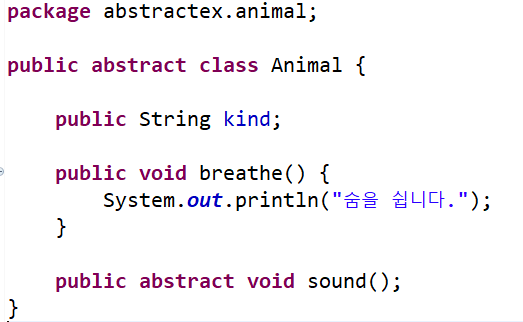 package abstractex.animal;
public abstract class Animal {
public String kind;
public void breathe() {
System.out.println("숨을 쉽니다.");
}
public abstract void sound();
}